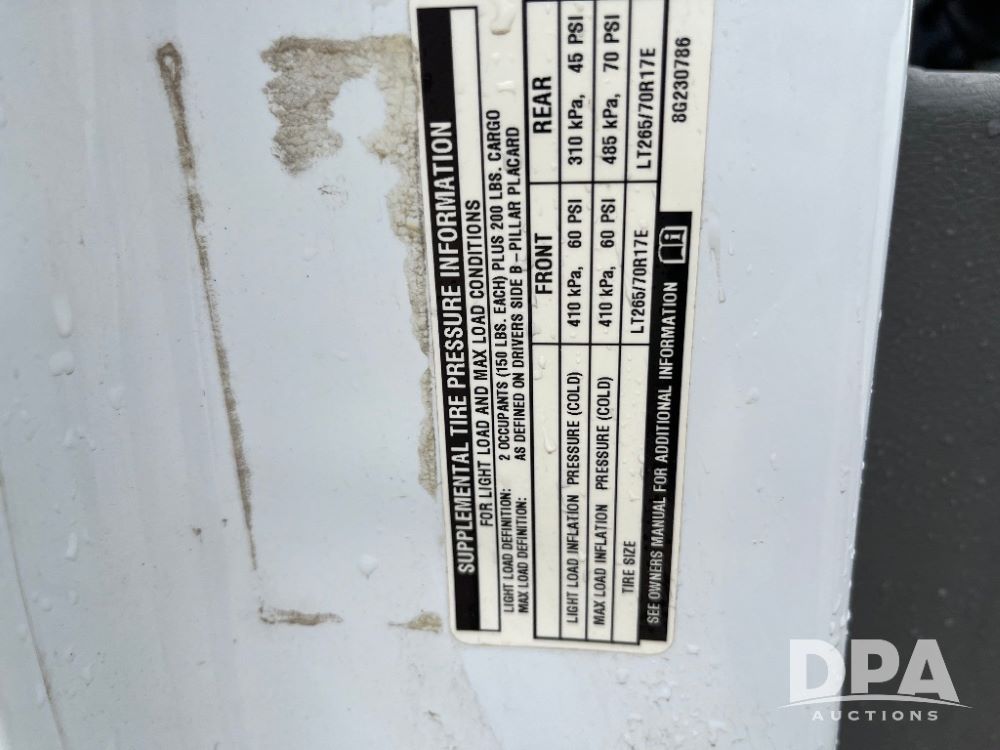 SUPPLEMENTAL TIRE PRESSURE INFORMATION
FOR LIGHT LOAD AND MAX LOAD CONDITIONS
LIGHT LOAD DEFINITION: 2 OCCUPANTS (150 LBS. EACH) PLUS 200 LBS. CARGO
MAX LOAD DEFINITION: AS DEFINED ON DRIVERS SIDE B-PILLAR PLACARD
FRONT REAR
LIGHT LOAD INFLATION PRESSURE (COLD) 410 kPa, 60 PSI 310 kPa, 45 PSI
MAX LOAD INFLATION PRESSURE (COLD) 410 kPa, 60 PSI 485 kPa, 70 PSI
TIRE SIZE LT265/70R17E LT265/70R17E
SEE OWNERS MANUAL FOR ADDITIONAL INFORMATION
8G230786
DPA
AUCTIONS